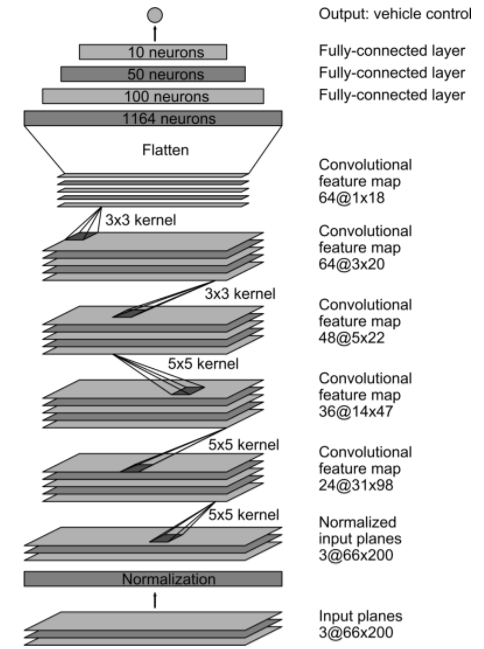 Output: vehicle control
10 neurons
Fully-connected layer
50 neurons
Fully-connected layer
100 neurons
Fully-connected layer
1164 neurons
Flatten
Convolutional
feature map
64@1x18
3x3 kernel
Convolutional
feature map
64@3x20
3x3 kernel
Convolutional
feature map
48@5x22
5x5 kernel
Convolutional
feature map
36@14x47
5x5 kernel
Convolutional
feature map
24@31x98
5x5 kernel
Normalized
input planes
3@66x200
Normalization
Input planes
3@66x200